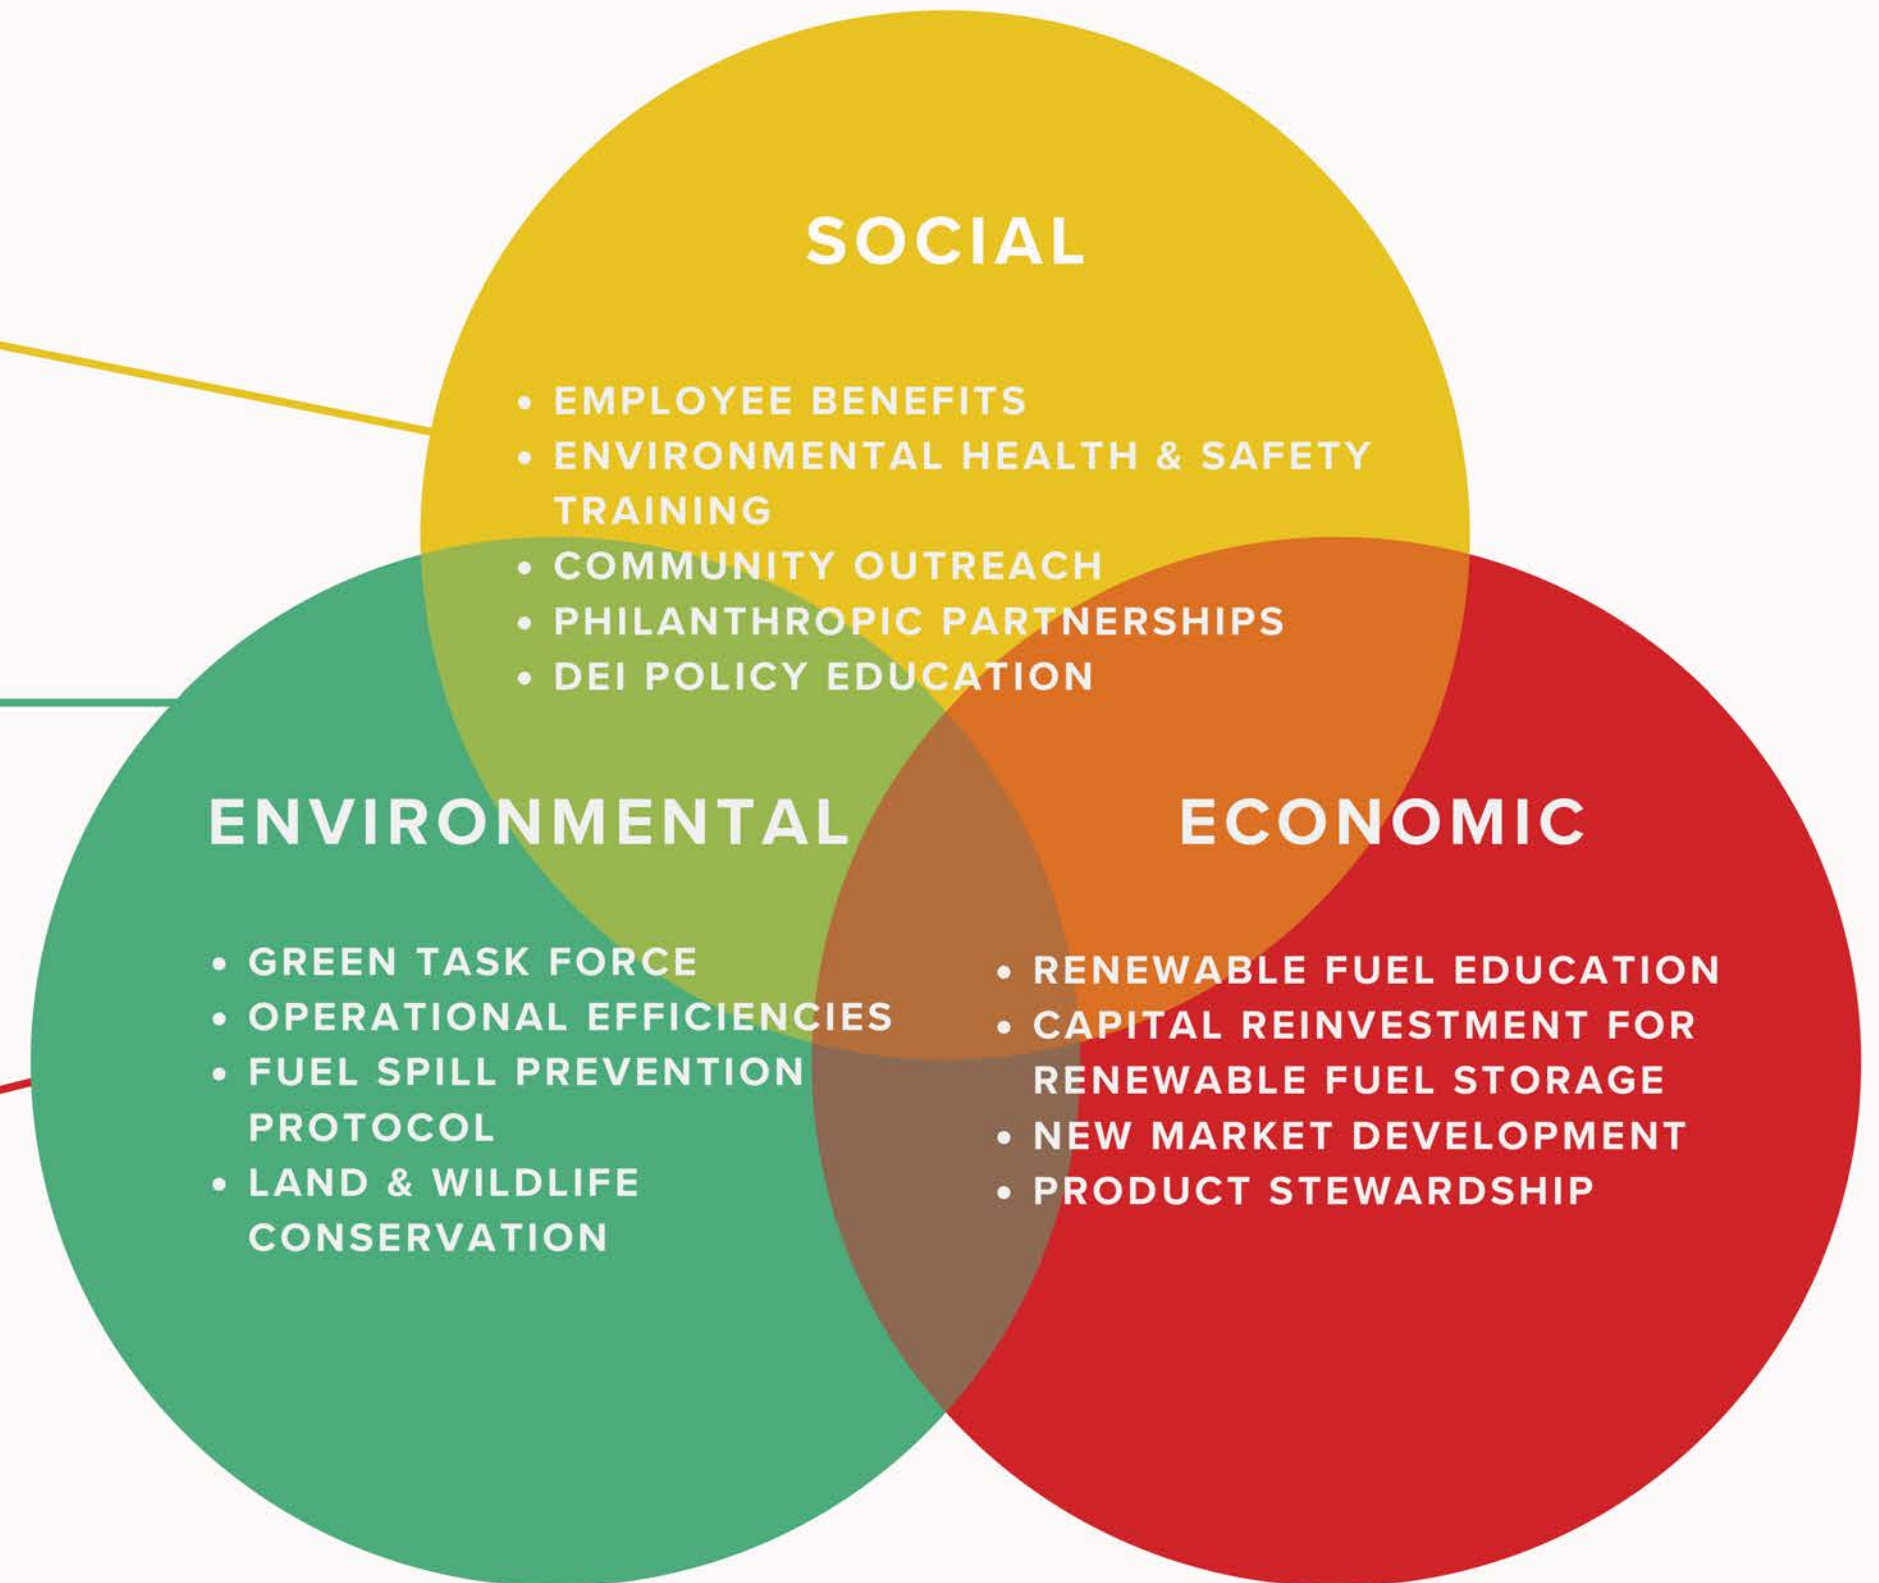 SOCIAL
• EMPLOYEE BENEFITS
• ENVIRONMENTAL HEALTH & SAFETY
TRAINING
• COMMUNITY OUTREACH
• PHILANTHROPIC PARTNERSHIPS
• DEI POLICY EDUCATION
ENVIRONMENTAL
• GREEN TASK FORCE
• OPERATIONAL EFFICIENCIES
• FUEL SPILL PREVENTION
PROTOCOL
• LAND & WILDLIFE
CONSERVATION
ECONOMIC
• RENEWABLE FUEL EDUCATION
• CAPITAL REINVESTMENT FOR
RENEWABLE FUEL STORAGE
• NEW MARKET DEVELOPMENT
• PRODUCT STEWARDSHIP